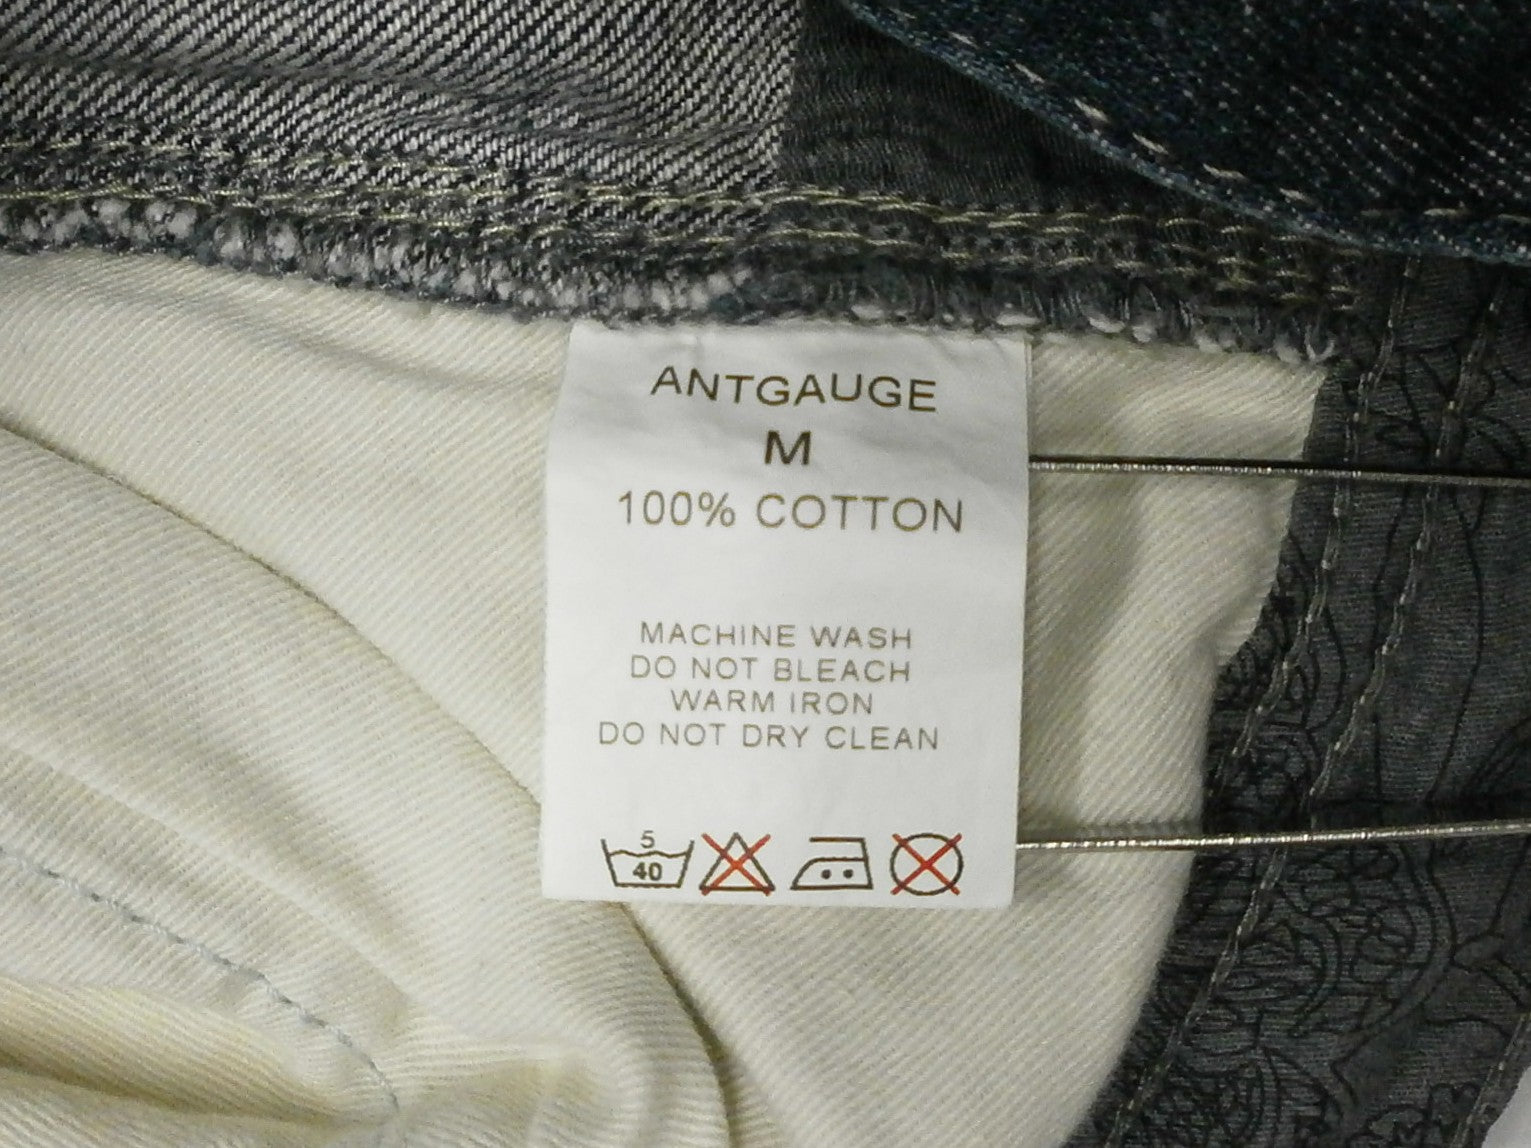 ANTGAUGE
M
100% COTTON
MACHINE WASH
DO NOT BLEACH
WARM IRON
DO NOT DRY CLEAN
5
40